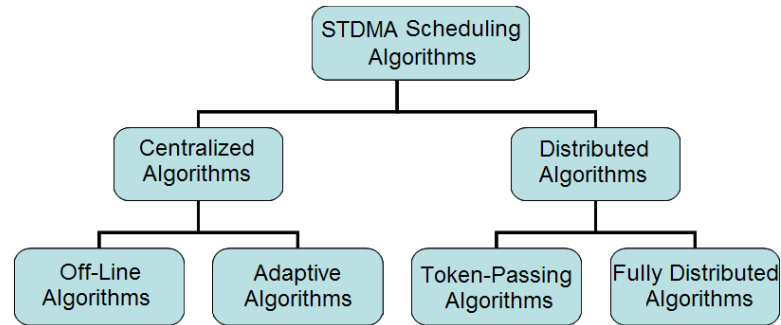 STDMA Scheduling
Algorithms
Centralized
Algorithms
Distributed
Algorithms
Off-Line
Algorithms
Adaptive
Algorithms
Token-Passing
Algorithms
Fully Distributed
Algorithms